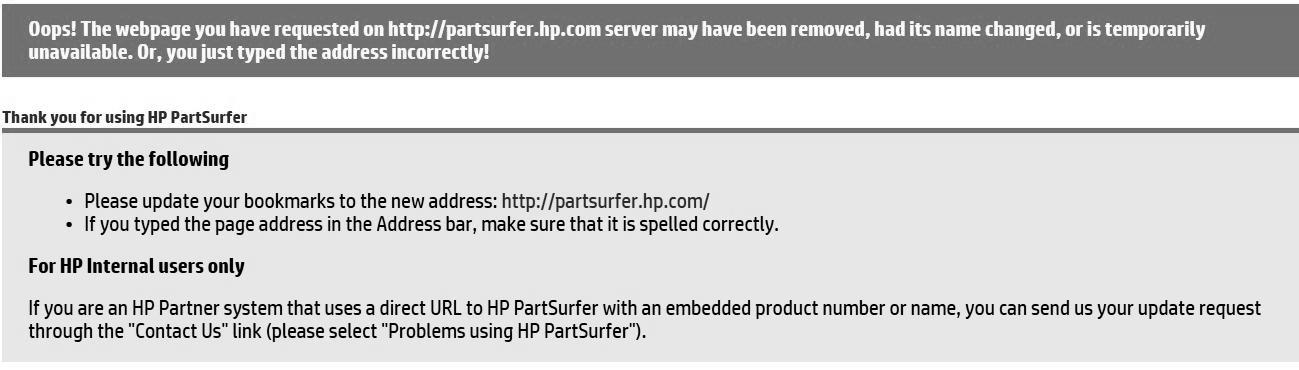 Oops! The webpage you have requested on http://partsurfer.hp.com server may have been removed, had its name changed, or is temporarily
unavailable. Or, you just typed the address incorrectly!
Thank you for using HP PartSurfer
Please try the following
• Please update your bookmarks to the new address: http://partsurfer.hp.com/
• If you typed the page address in the Address bar, make sure that it is spelled correctly.
For HP Internal users only
If you are an HP Partner system that uses a direct URL to HP PartSurfer with an embedded product number or name, you can send us your update request
through the "Contact Us" link (please select "Problems using HP PartSurfer").